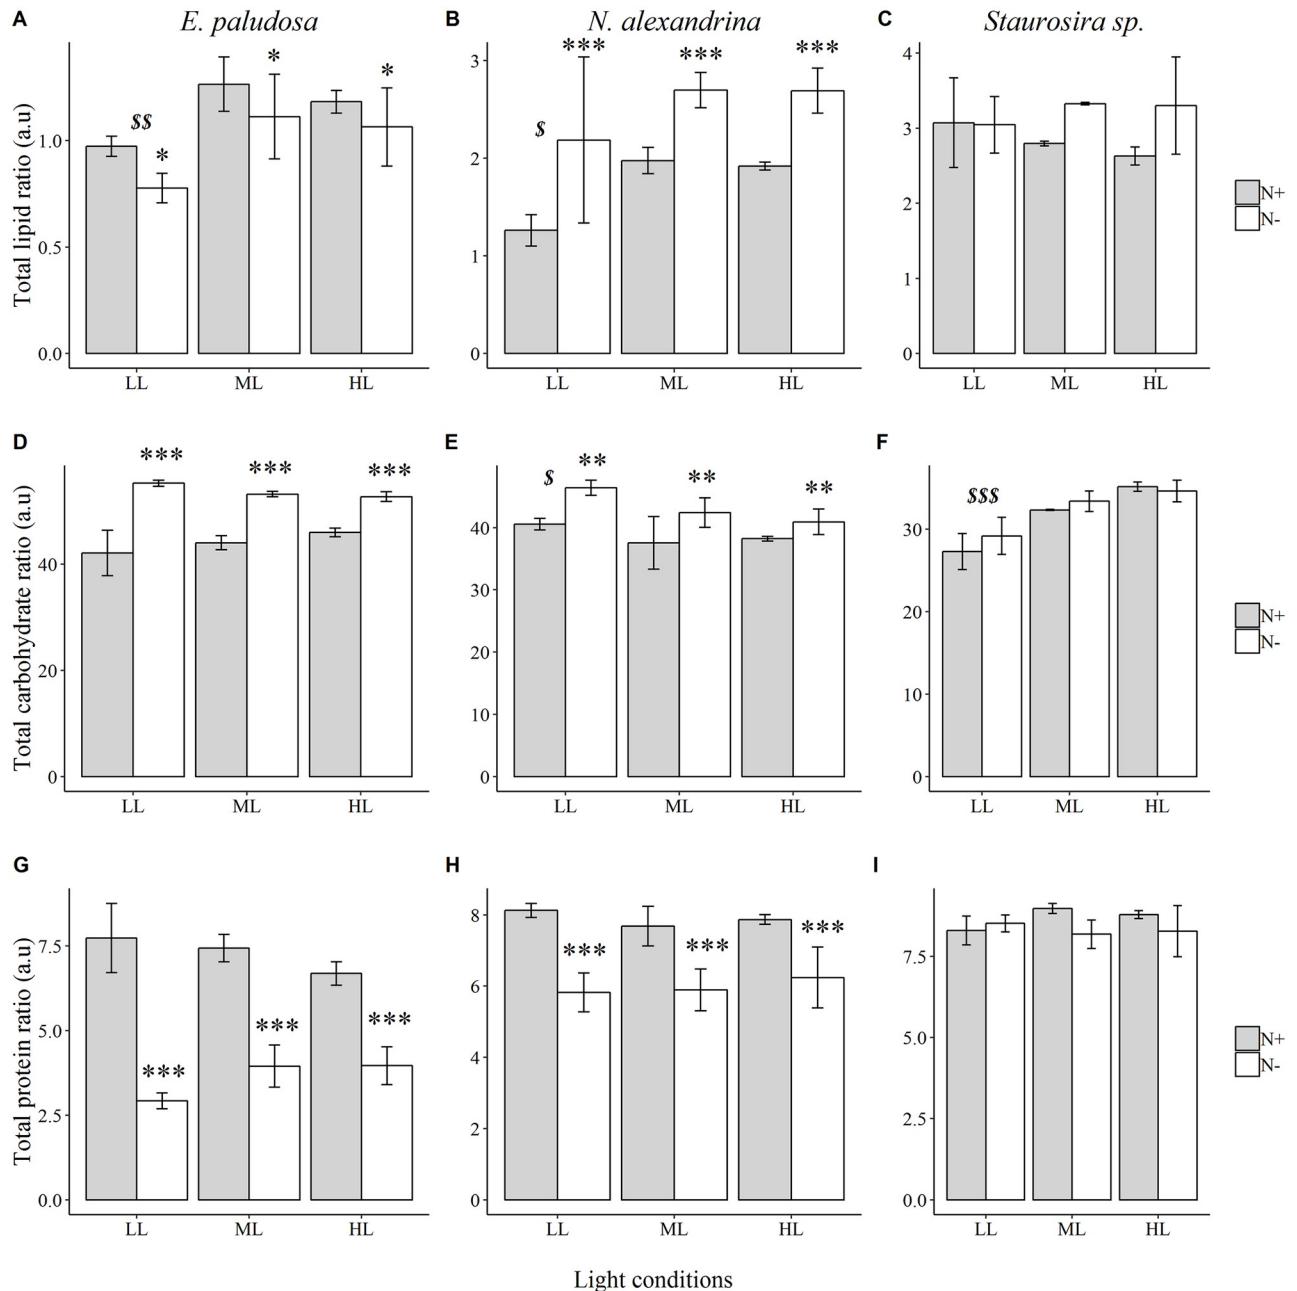 A E. paludosa B N. alexandrina C Staurosira sp.
Total lipid ratio (a.u)
1.0
0.5
0.0
$$
*
*
*
LL ML HL
3
2
1
0
$
***
***
***
LL ML HL
4
3
2
1
0
LL ML HL
N+
N-
D E F
Total carbohydrate ratio (a.u)
40
20
0
***
***
***
LL ML HL
40
30
20
10
0
$
**
**
**
LL ML HL
30
20
10
0
$$$
LL ML HL
N+
N-
G H I
Total protein ratio (a.u)
7.5
5.0
2.5
0.0
***
***
***
LL ML HL
8
6
4
2
0
***
***
***
LL ML HL
7.5
5.0
2.5
0.0
LL ML HL
N+
N-
Light conditions